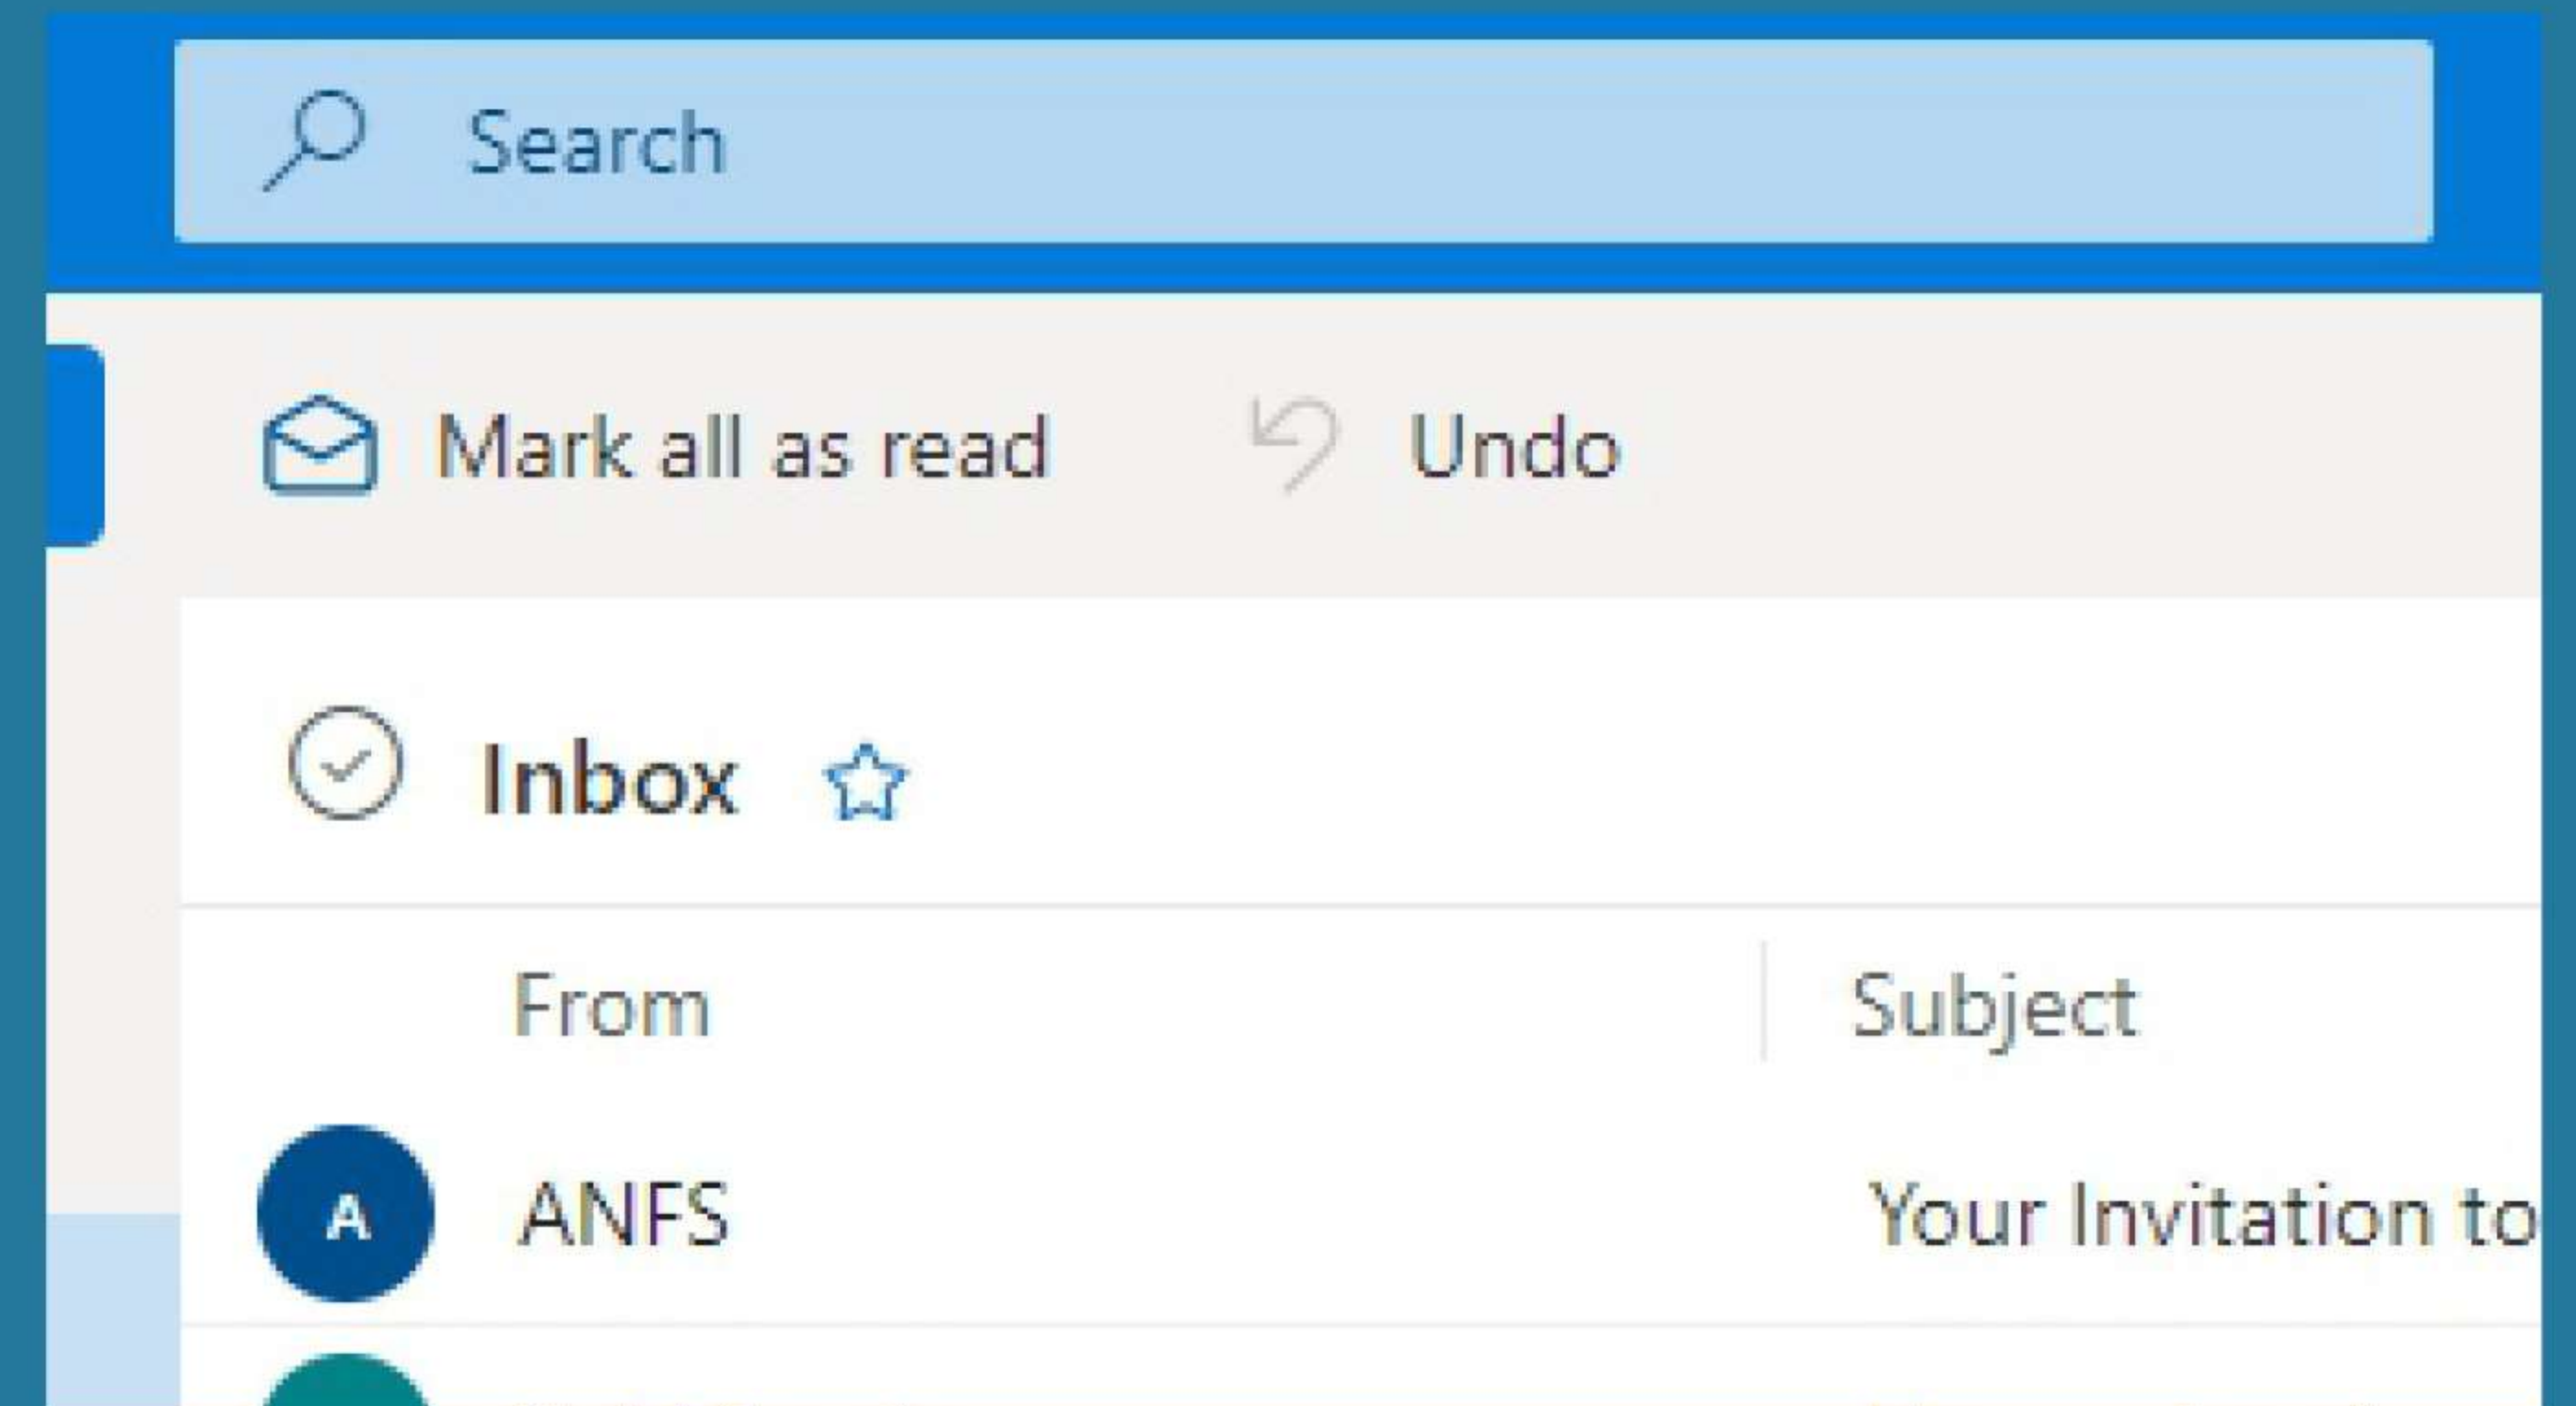 Search
Mark all as read Undo
Inbox
From Subject
A ANFS Your Invitation to